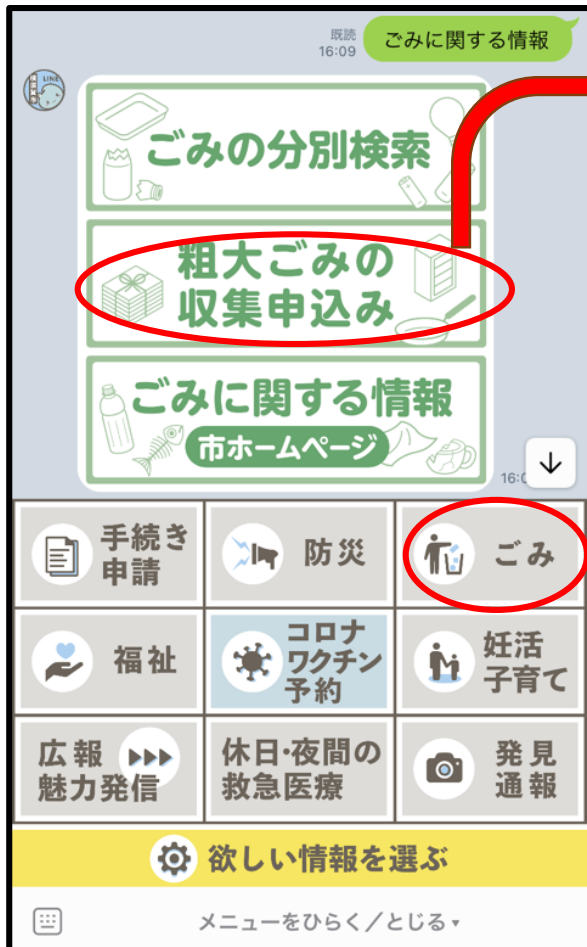 既読
16:09
ごみに関する情報
LINE
ごみの分別検索
粗大ごみの
収集申込み
ごみに関する情報
市ホームページ
手続き
申請
防災
ごみ
福祉
コロナ
ワクチン
予約
妊活
子育て
広報
魅力発信
休日・夜間の
救急医療
発見
通報
欲しい情報を選ぶ
メニューをひらく／とじる▾